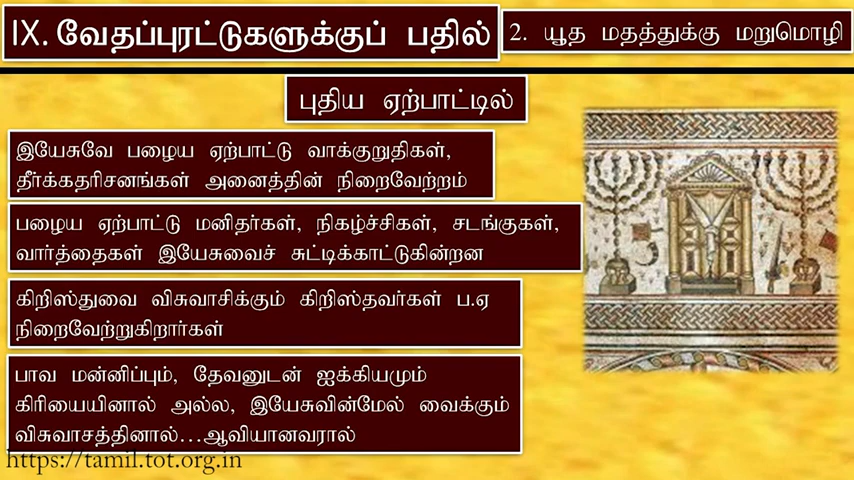 IX. வேதப்புரட்டுகளுக்குப் பதில்
2. யூத மதத்துக்கு மறுமொழி
புதிய ஏற்பாட்டில்
இயேசுவே பழைய ஏற்பாட்டு வாக்குறுதிகள்,
தீர்க்கதரிசனங்கள் அனைத்தின் நிறைவேற்றம்
பழைய ஏற்பாட்டு மனிதர்கள், நிகழ்ச்சிகள், சடங்குகள்,
வார்த்தைகள் இயேசுவைச் சுட்டிக்காட்டுகின்றன
கிறிஸ்துவை விசுவாசிக்கும் கிறிஸ்தவர்கள் ப.ஏ
நிறைவேற்றுகிறார்கள்
பாவ மன்னிப்பும், தேவனுடன் ஐக்கியமும்
கிரியையினால் அல்ல, இயேசுவின்மேல் வைக்கும்
விசுவாசத்தினால்...ஆவியானவரால்
https://tamil.tot.org.in